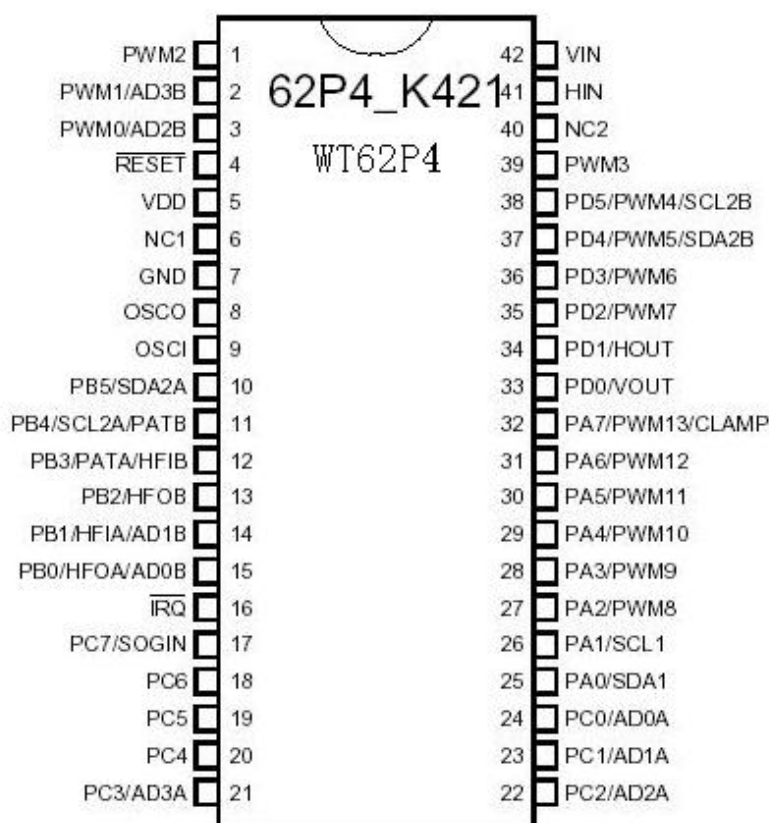 PWM2 1 42 VIN
PWM1/AD3B 2 62P4_K421 41 HIN
PWM0/AD2B 3 40 NC2
RESET 4 WT62P4 39 PWM3
VDD 5 38 PD5/PWM4/SCL2B
NC1 6 37 PD4/PWM5/SDA2B
GND 7 36 PD3/PWM6
OSCO 8 35 PD2/PWM7
OSCI 9 34 PD1/HOUT
PB5/SDA2A 10 33 PD0/VOUT
PB4/SCL2A/PATB 11 32 PA7/PWM13/CLAMP
PB3/PATA/HFIB 12 31 PA6/PWM12
PB2/HFOB 13 30 PA5/PWM11
PB1/HFIA/AD1B 14 29 PA4/PWM10
PB0/HFOA/AD0B 15 28 PA3/PWM9
IRQ 16 27 PA2/PWM8
PC7/SOGIN 17 26 PA1/SCL1
PC6 18 25 PA0/SDA1
PC5 19 24 PC0/AD0A
PC4 20 23 PC1/AD1A
PC3/AD3A 21 22 PC2/AD2A